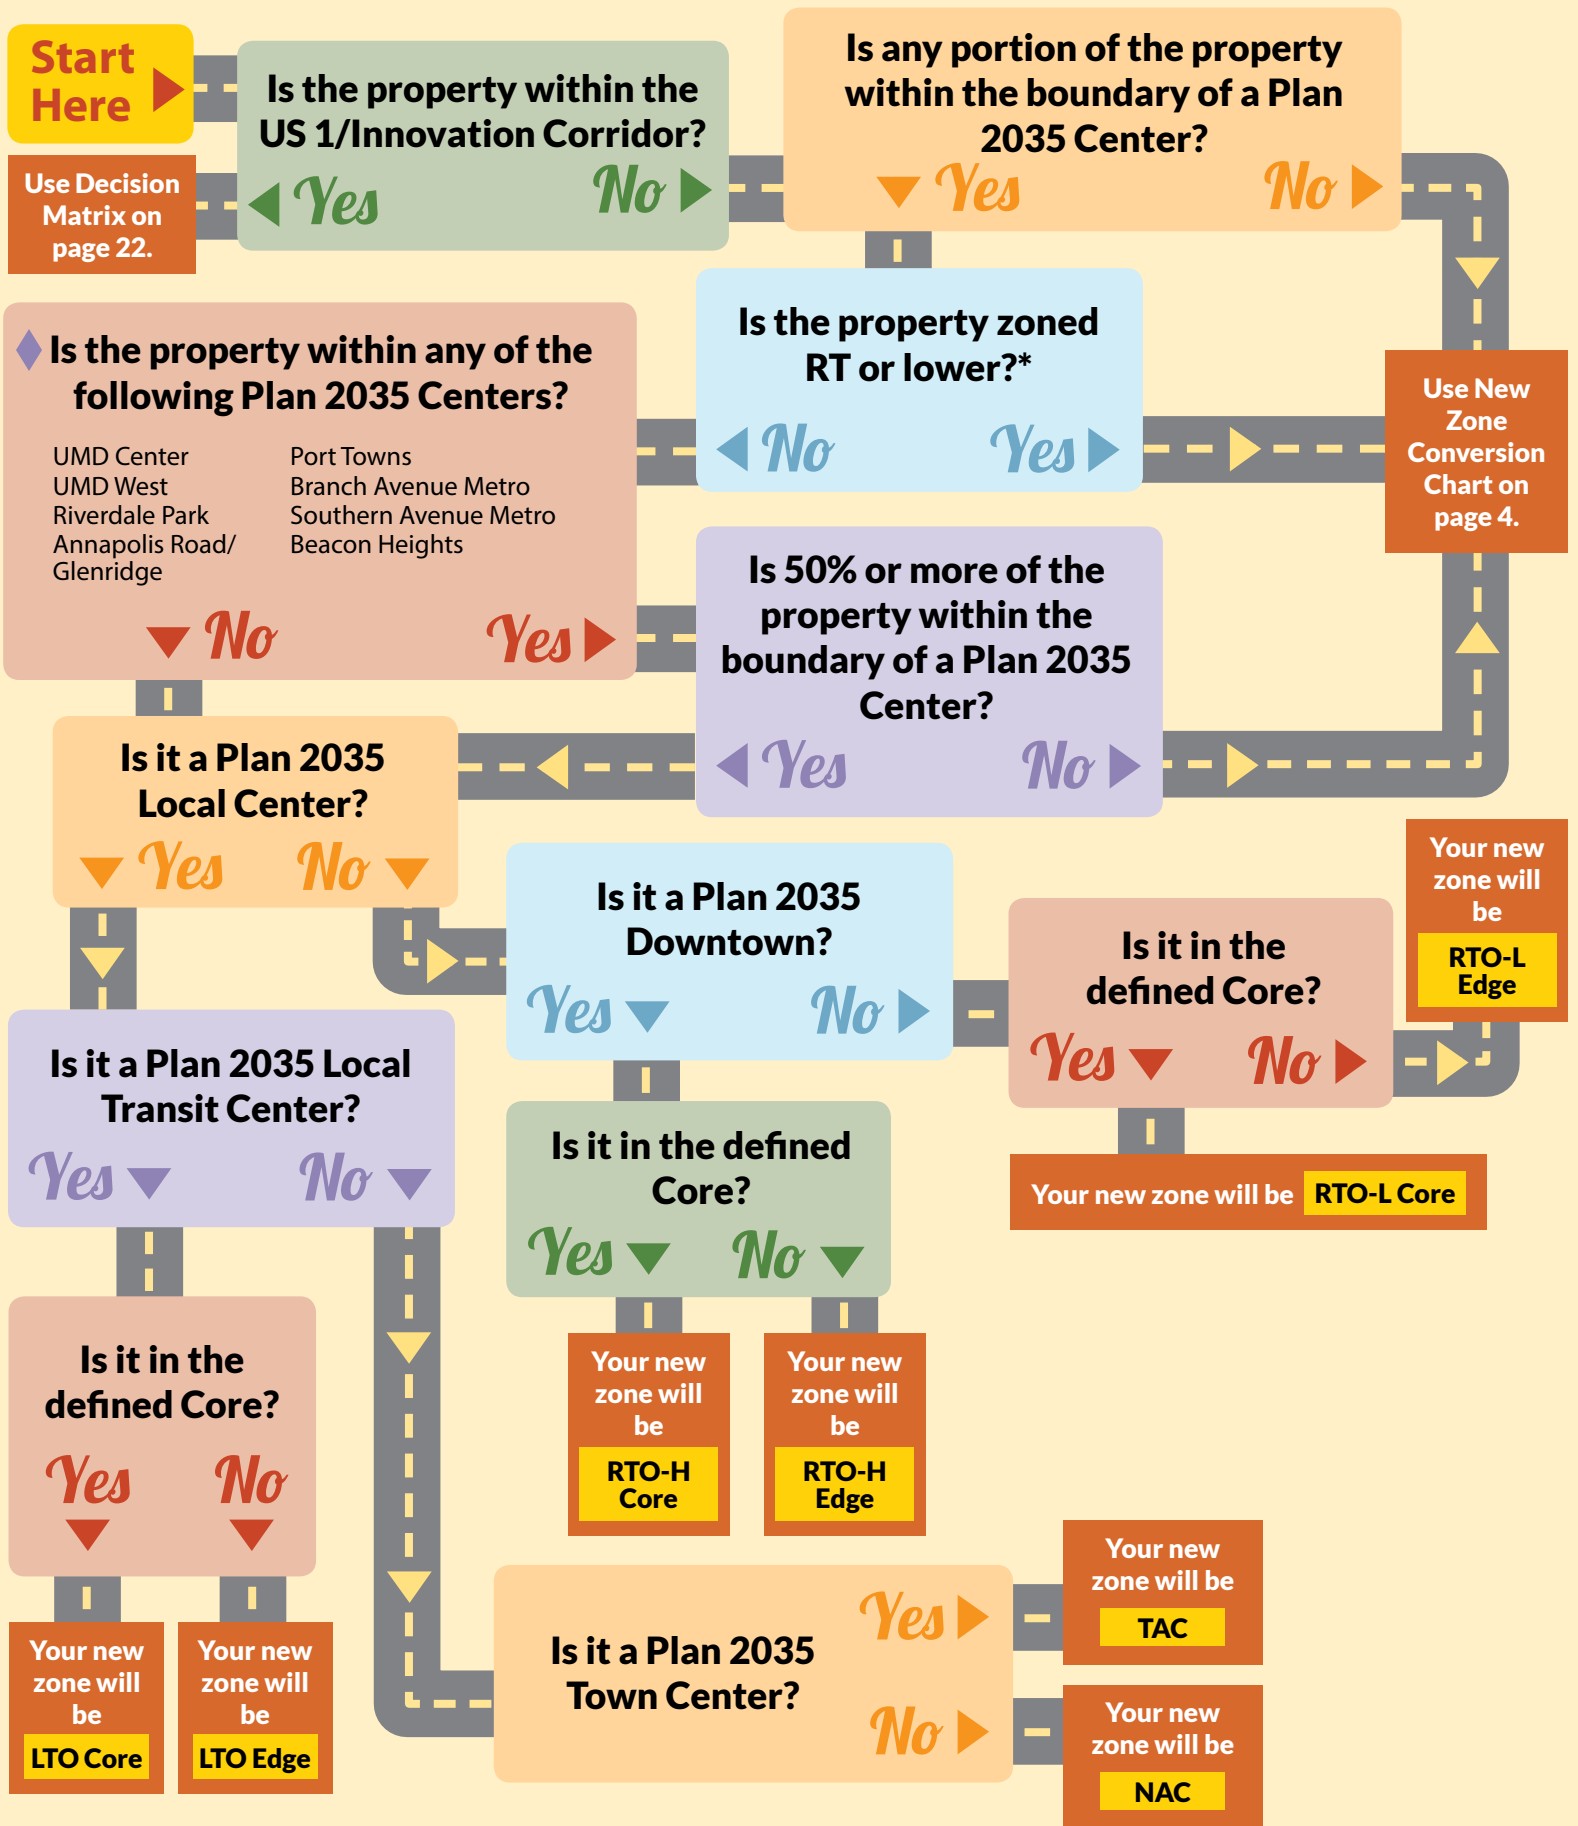 Start
Here
Is the property within the
US 1/Innovation Corridor?
Yes
No
Use Decision
Matrix on
page 22.
Is any portion of the property
within the boundary of a Plan
2035 Center?
Yes
No
Is the property zoned
RT or lower?*
No
Yes
Use New
Zone
Conversion
Chart on
page 4.
Is the property within any of the
following Plan 2035 Centers?
UMD Center
UMD West
Riverdale Park
Annapolis Road/
Glenridge
Port Towns
Branch Avenue Metro
Southern Avenue Metro
Beacon Heights
No
Yes
Is 50% or more of the
property within the
boundary of a Plan 2035
Center?
Yes
No
Is it a Plan 2035
Local Center?
Yes
No
Is it a Plan 2035
Downtown?
Yes
No
Is it in the
defined Core?
Yes
No
Your new
zone will
be
RTO-L
Edge
Your new zone will be RTO-L Core
Is it a Plan 2035 Local
Transit Center?
Yes
No
Is it in the defined
Core?
Yes
No
Your new
zone will
be
RTO-H
Core
Your new
zone will
be
RTO-H
Edge
Is it in the
defined Core?
Yes
No
Your new
zone will
be
LTO Core
Your new
zone will
be
LTO Edge
Is it a Plan 2035
Town Center?
Yes
No
Your new
zone will be
TAC
Your new
zone will be
NAC